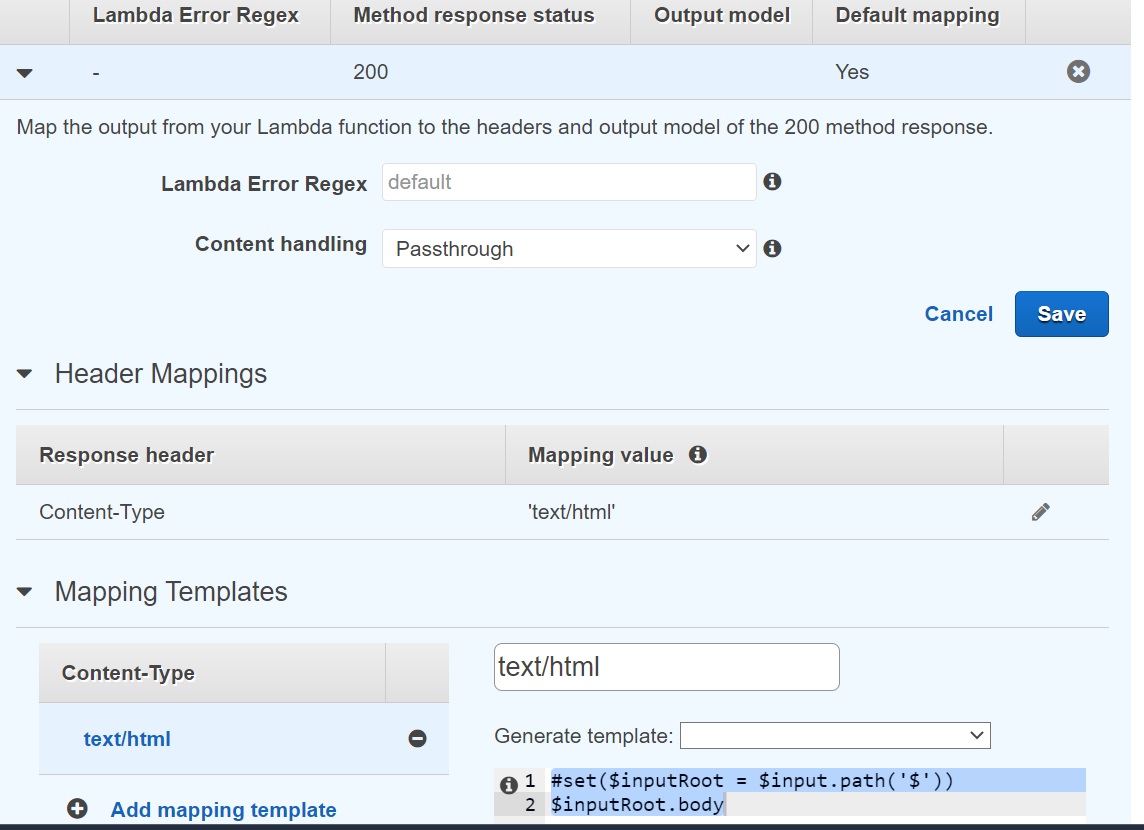 Lambda Error Regex Method response status Output model Default mapping
- 200 Yes
Map the output from your Lambda function to the headers and output model of the 200 method response.
Lambda Error Regex default
Content handling Passthrough
Cancel Save
Header Mappings
Response header Mapping value
Content-Type 'text/html'
Mapping Templates
Content-Type text/html
text/html
Generate template:
1 #set($inputRoot = $input.path('$'))
2 $inputRoot.body
Add mapping template